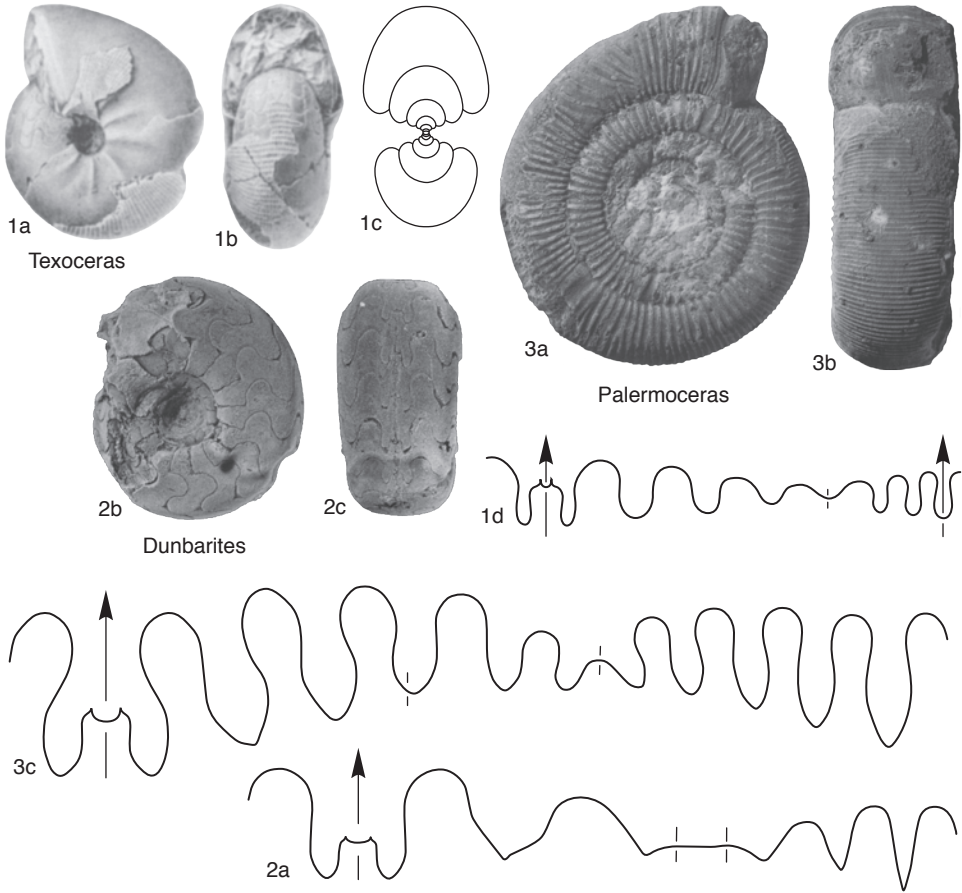 1a
1b
1c
Texoceras
3a
3b
Palermoceras
2b
2c
Dunbarites
1d
3c
2a